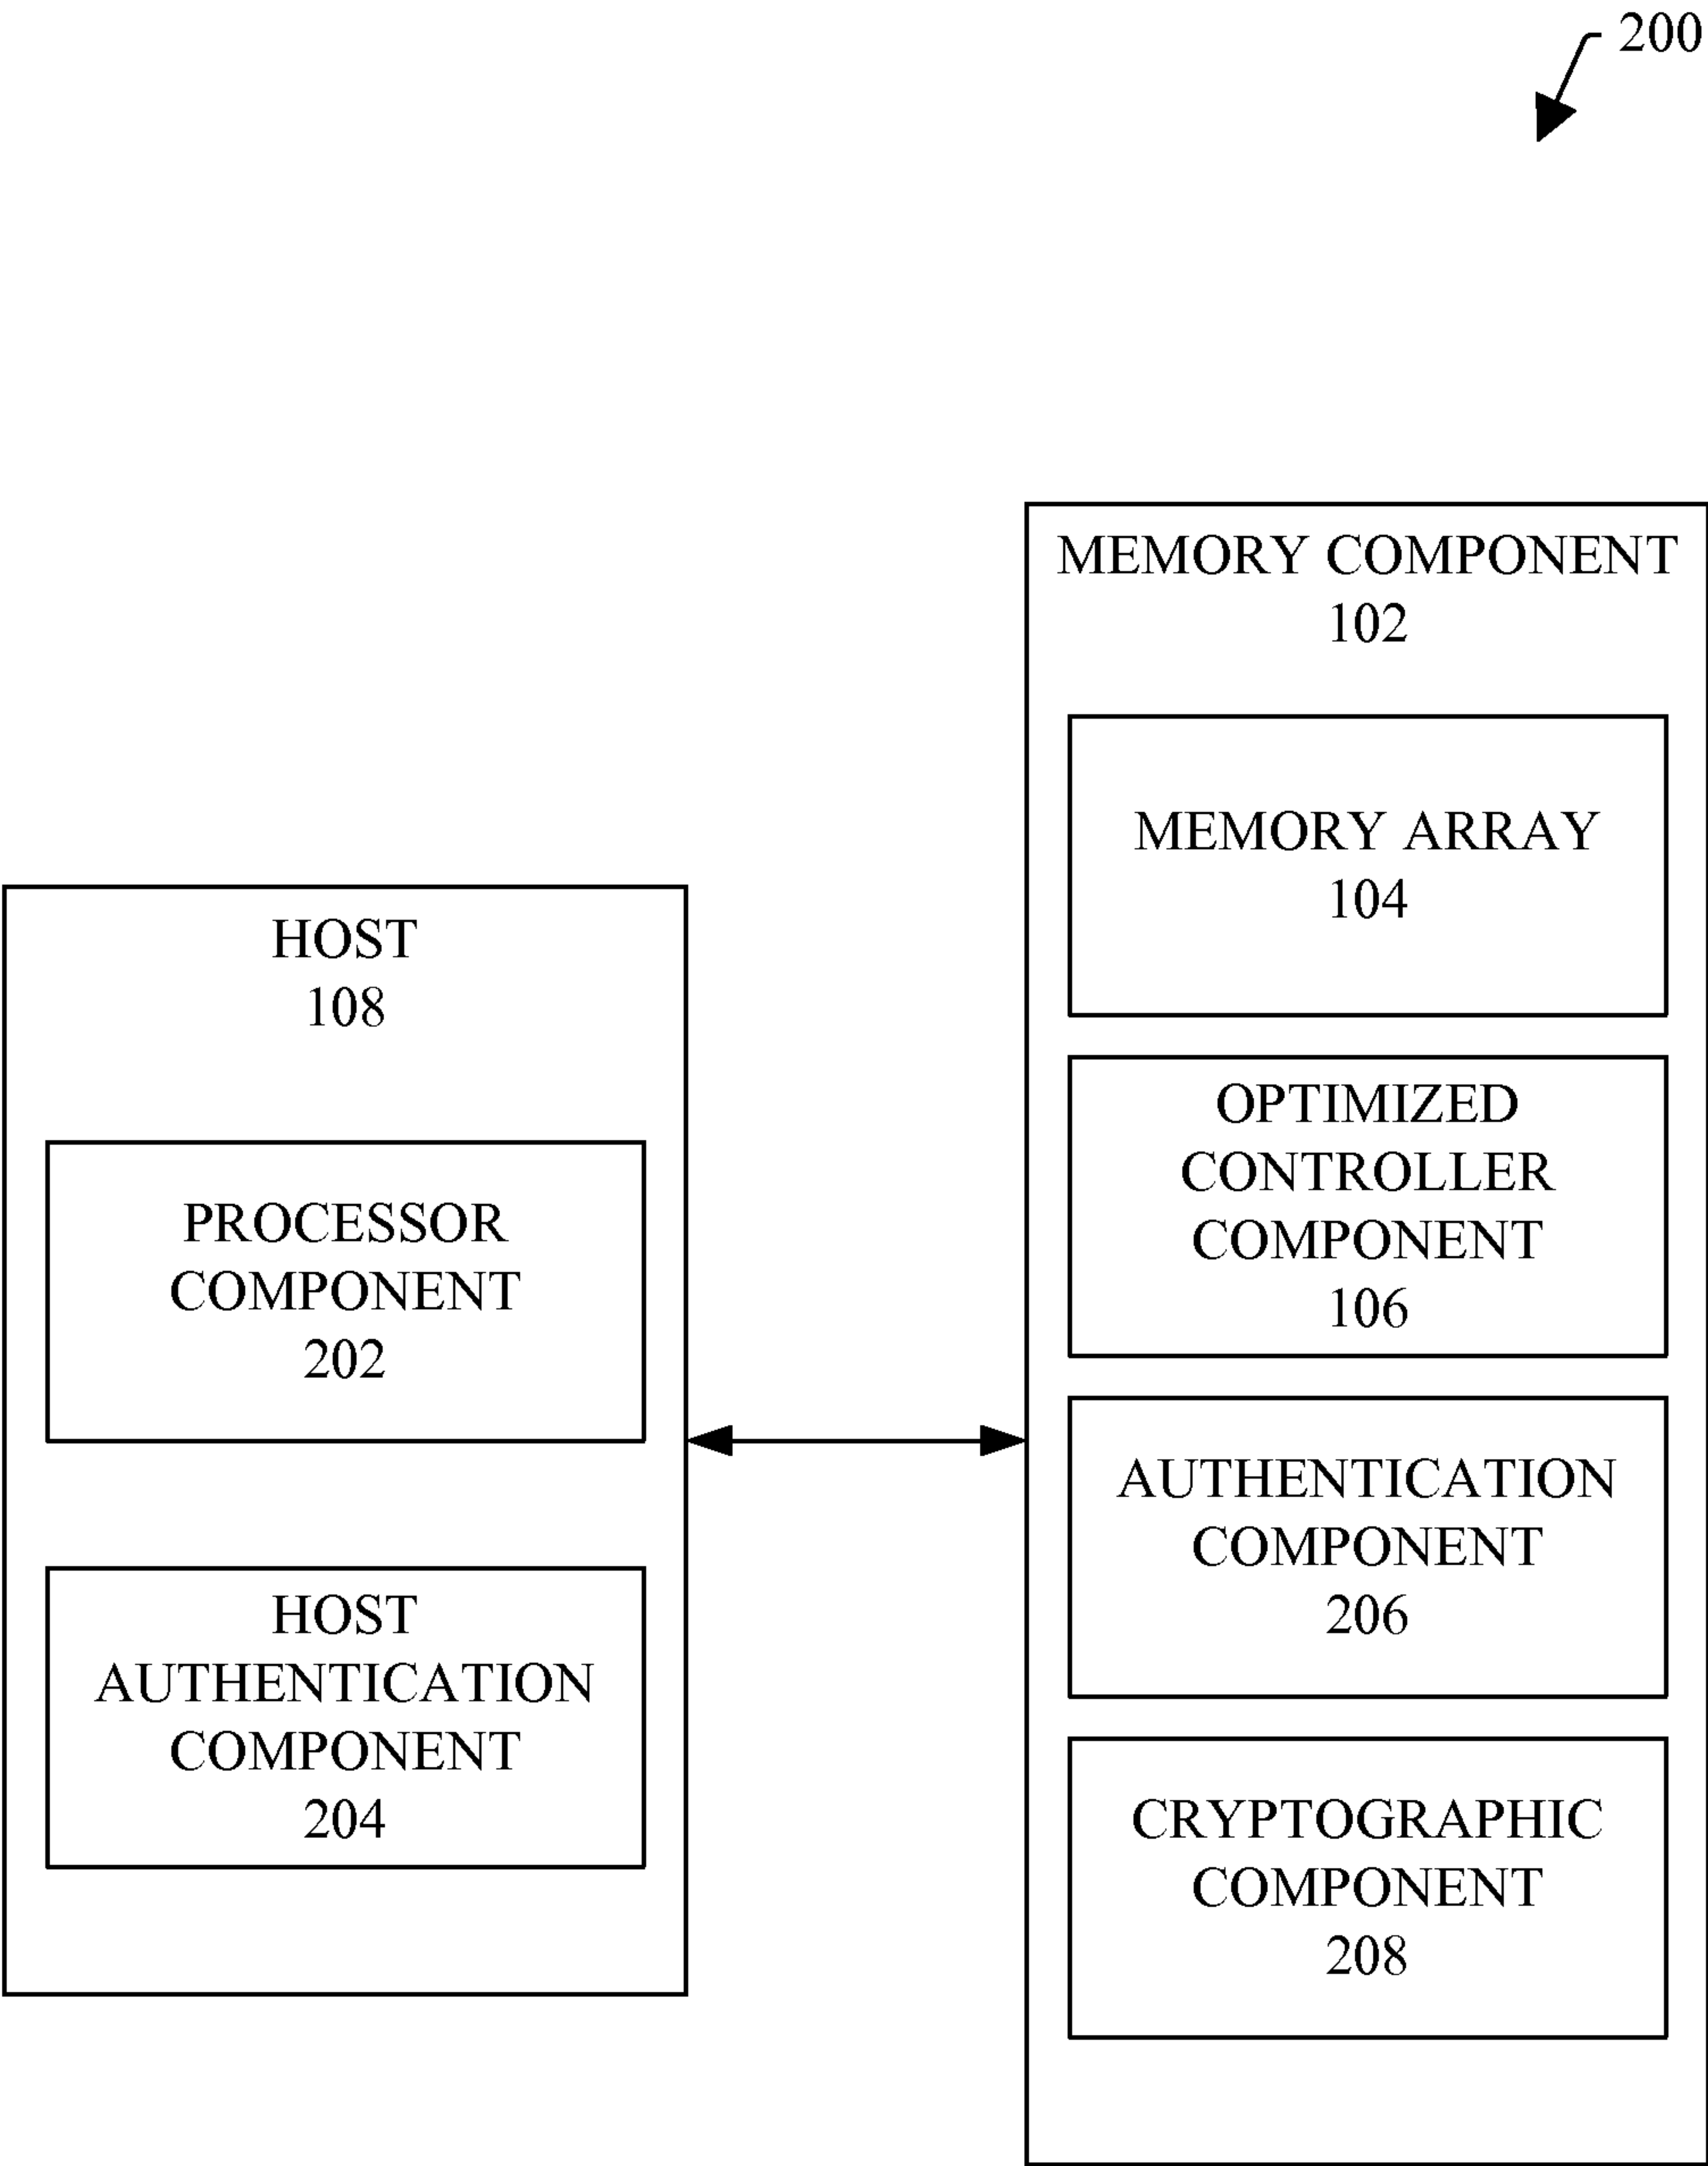 200
MEMORY COMPONENT
102
MEMORY ARRAY
104
OPTIMIZED
CONTROLLER
COMPONENT
106
AUTHENTICATION
COMPONENT
206
CRYPTOGRAPHIC
COMPONENT
208
HOST
108
PROCESSOR
COMPONENT
202
HOST
AUTHENTICATION
COMPONENT
204